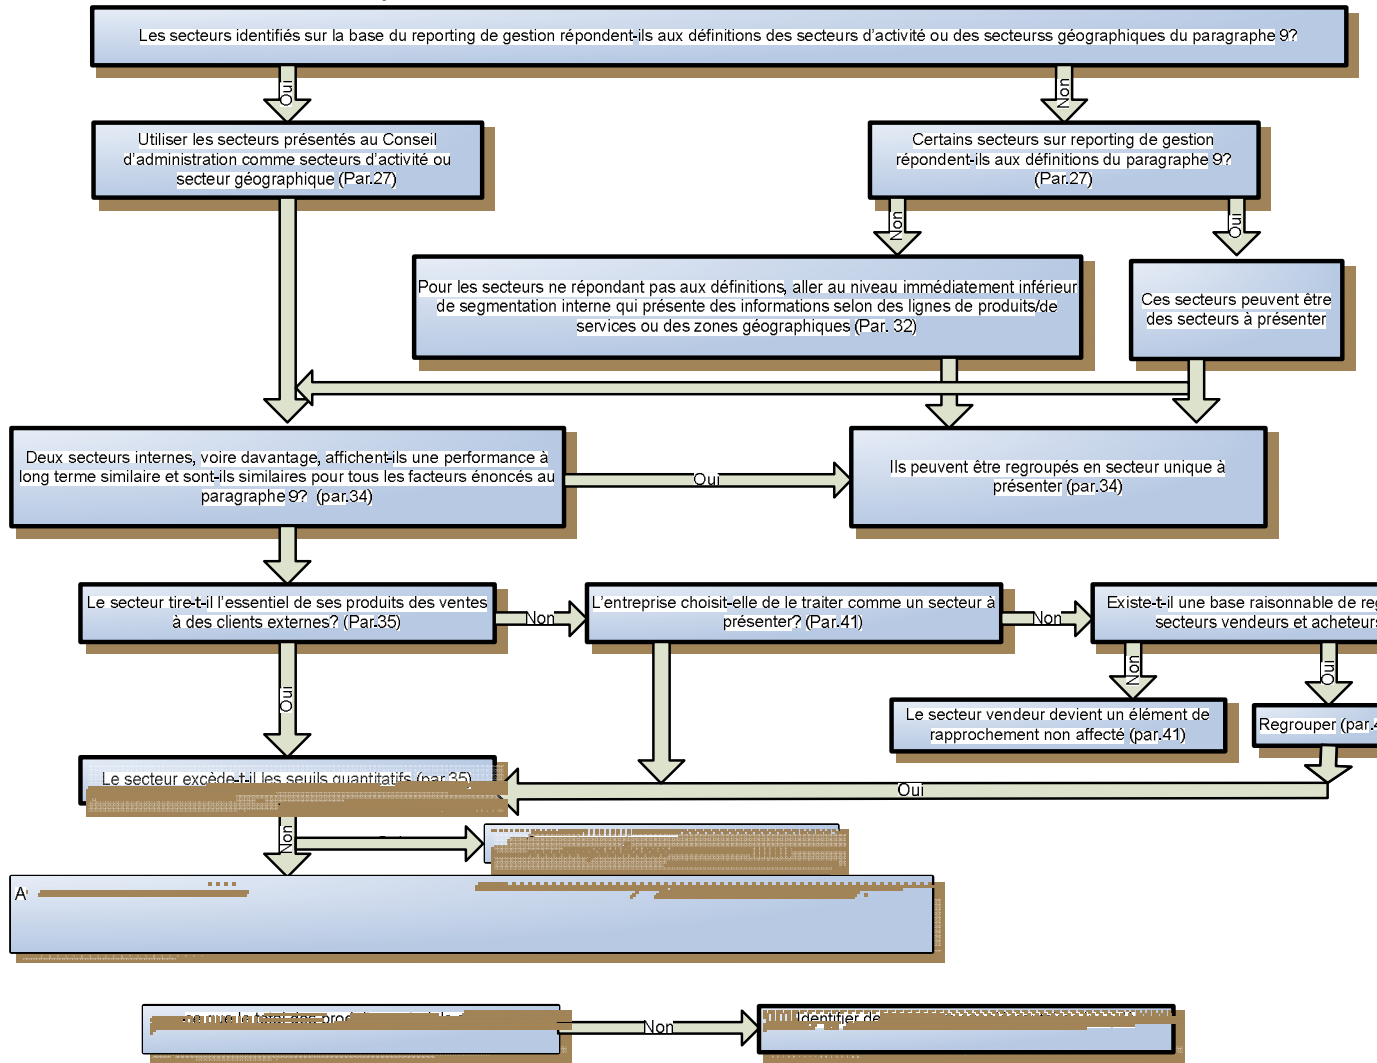 Les secteurs identifiés sur la base du reporting de gestion répondent-ils aux définitions des secteurs d'activité ou des secteurss géographiques du paragraphe 9?
Oui
Non
Utiliser les secteurs présentés au Conseil
d'administration comme secteurs d'activité ou
secteur géographique (Par.27)
Certains secteurs sur reporting de gestion
répondent-ils aux définitions du paragraphe 9?
(Par.27)
Non
Oui
Pour les secteurs ne répondant pas aux définitions, aller au niveau immédiatement inférieur
de segmentation interne qui présente des informations selon des lignes de produits/de
services ou des zones géographiques (Par. 32)
Ces secteurs peuvent être
des secteurs à présenter
Deux secteurs internes, voire davantage, affichent-ils une performance à
long terme similaire et sont-ils similaires pour tous les facteurs énoncés au
paragraphe 9? (par.34)
Oui
Ils peuvent être regroupés en secteur unique à
présenter (par.34)
Le secteur tire-t-il l'essentiel de ses produits des ventes
à des clients externes? (Par.35)
Non
L'entreprise choisit-elle de le traiter comme un secteur à
présenter? (Par.41)
Non
Existe-t-il une base raisonnable de reg
secteurs vendeurs et acheteurs
Oui
Non
Oui
Le secteur vendeur devient un élément de
rapprochement non affecté (par.41)
Regrouper (par.4
Le secteur excède-t-il les seuils quantitatifs (par.35)
Oui
Non
A
Non
Identifier de